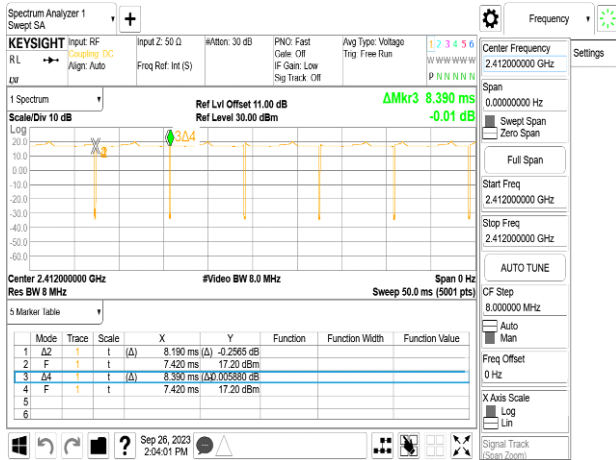 Spectrum Analyzer 1
Swept SA
+
Frequency
KEYSIGHT Input: RF Input Z: 50 Ω #Atten: 30 dB PNO: Fast Avg Type: Voltage 1 2 3 4 5 6
RL Coupling: DC Gate: Off Trig: Free Run
Align: Auto Freq Ref: Int (S) IF Gain: Low W W W W W W
Sig Track: Off P N N N N N
LXI
1 Spectrum
Scale/Div 10 dB
Ref Lvl Offset 11.00 dB
Ref Level 30.00 dBm
ΔMkr3 8.390 ms
-0.01 dB
Log
20.0
10.0
0.00
-10.0
-20.0
-30.0
-40.0
-50.0
-60.0
2
3Δ4
Center 2.412000000 GHz #Video BW 8.0 MHz Span 0 Hz
Res BW 8 MHz Sweep 50.0 ms (5001 pts)
5 Marker Table
Mode Trace Scale X Y Function Function Width Function Value
1 Δ2 1 t (Δ) 8.190 ms (Δ) -0.2565 dB
2 F 1 t 7.420 ms 17.20 dBm
3 Δ4 1 t (Δ) 8.390 ms (Δ) -0.005880 dB
4 F 1 t 7.420 ms 17.20 dBm
5
6
?
Sep 26, 2023
2:04:01 PM
Settings
Center Frequency
2.412000000 GHz
Span
0.00000000 Hz
Swept Span
Zero Span
Full Span
Start Freq
2.412000000 GHz
Stop Freq
2.412000000 GHz
AUTO TUNE
CF Step
8.000000 MHz
Auto
Man
Freq Offset
0 Hz
X Axis Scale
Log
Lin
Signal Track
(Span Zoom)